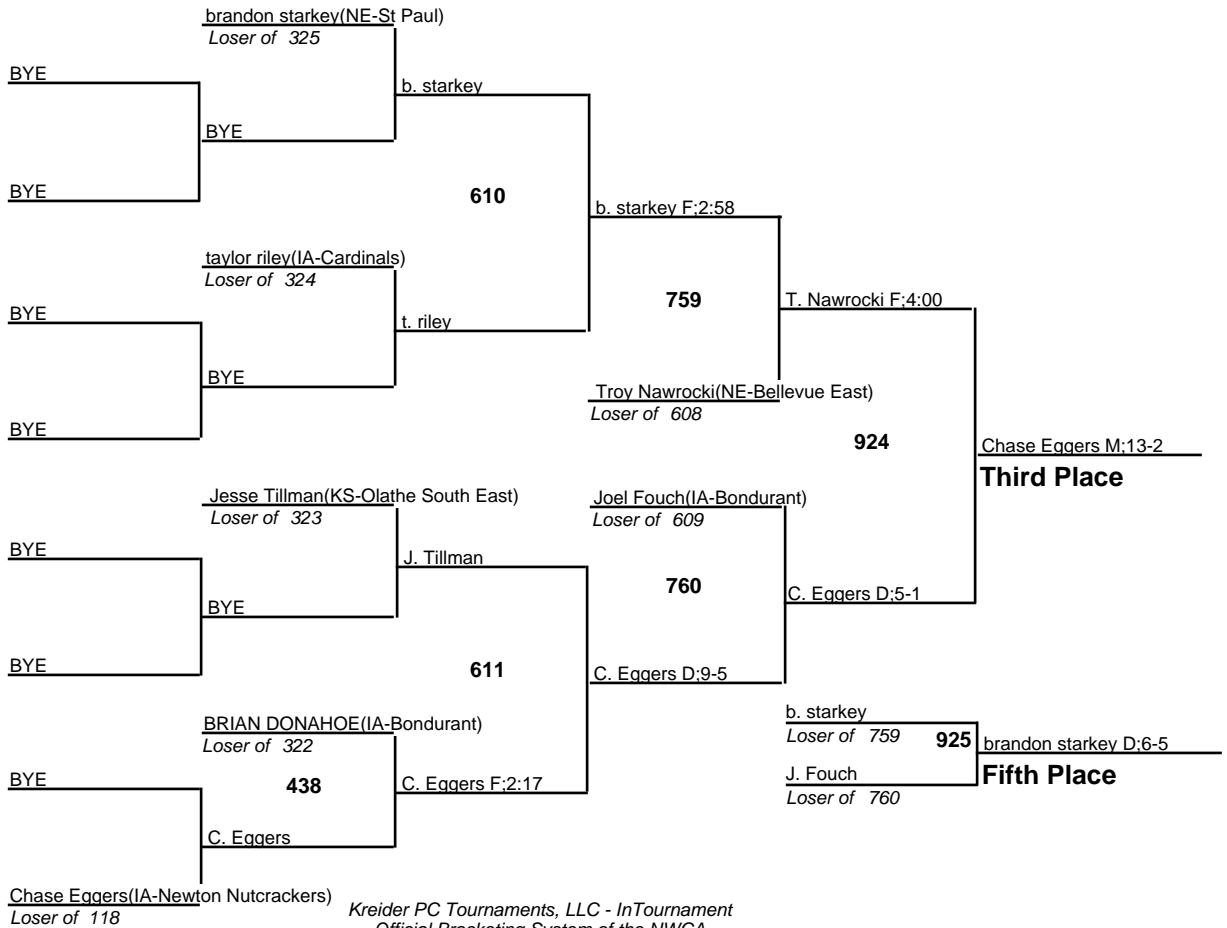 brandon starkey(NE-St Paul)
Loser of 325
BYE
b. starkey
BYE
BYE
610
b. starkey F;2:58
taylor riley(IA-Cardinals)
Loser of 324
759
T. Nawrocki F;4:00
BYE
t. riley
BYE
Troy Nawrocki(NE-Bellevue East)
Loser of 608
BYE
924
Chase Eggers M;13-2
Third Place
Jesse Tillman(KS-Olathe South East)
Loser of 323
Joel Fouch(IA-Bondurant)
Loser of 609
BYE
J. Tillman
760
C. Eggers D;5-1
BYE
BYE
611
C. Eggers D;9-5
BRIAN DONAHOE(IA-Bondurant)
Loser of 322
b. starkey
Loser of 759
925
brandon starkey D;6-5
Fifth Place
BYE
438
C. Eggers F;2:17
J. Fouch
Loser of 760
C. Eggers
Chase Eggers(IA-Newton Nutcrackers)
Loser of 118
Kreider PC Tournaments, LLC - InTournament
Official Bracketing System of the NWCA